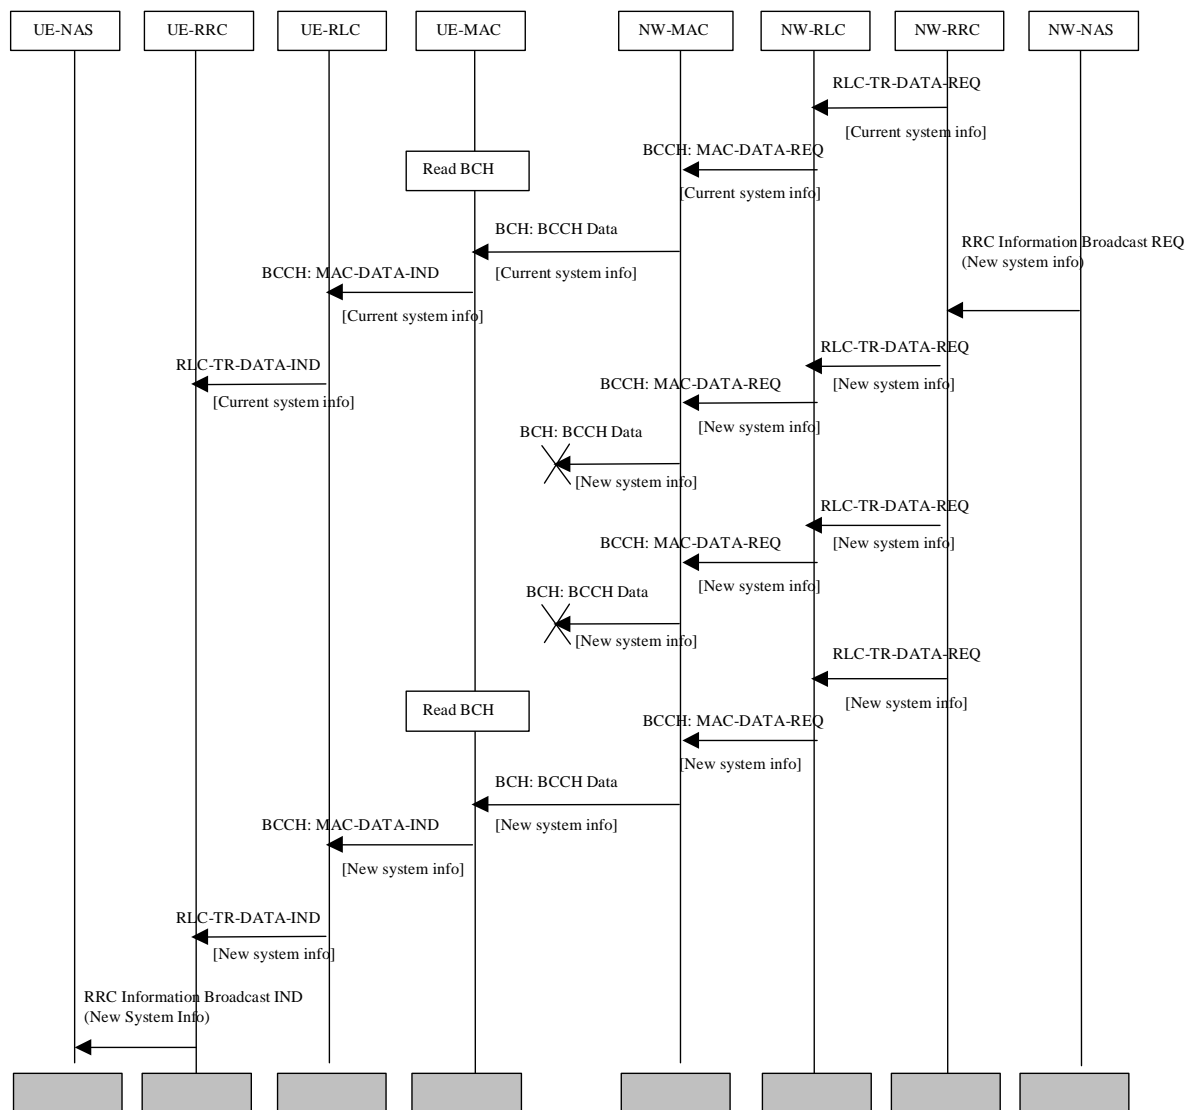 UE-NAS
UE-RRC
UE-RLC
UE-MAC
NW-MAC
NW-RLC
NW-RRC
NW-NAS
RLC-TR-DATA-REQ
[Current system info]
BCCH: MAC-DATA-REQ
Read BCH
[Current system info]
BCH: BCCH Data
RRC Information Broadcast REQ
(New system info)
BCCH: MAC-DATA-IND
[Current system info]
[Current system info]
RLC-TR-DATA-REQ
RLC-TR-DATA-IND
[New system info]
BCCH: MAC-DATA-REQ
[Current system info]
[New system info]
BCH: BCCH Data
[New system info]
RLC-TR-DATA-REQ
BCCH: MAC-DATA-REQ
[New system info]
[New system info]
BCH: BCCH Data
[New system info]
RLC-TR-DATA-REQ
[New system info]
Read BCH
BCCH: MAC-DATA-REQ
[New system info]
BCH: BCCH Data
BCCH: MAC-DATA-IND
[New system info]
[New system info]
RLC-TR-DATA-IND
[New system info]
RRC Information Broadcast IND
(New System Info)